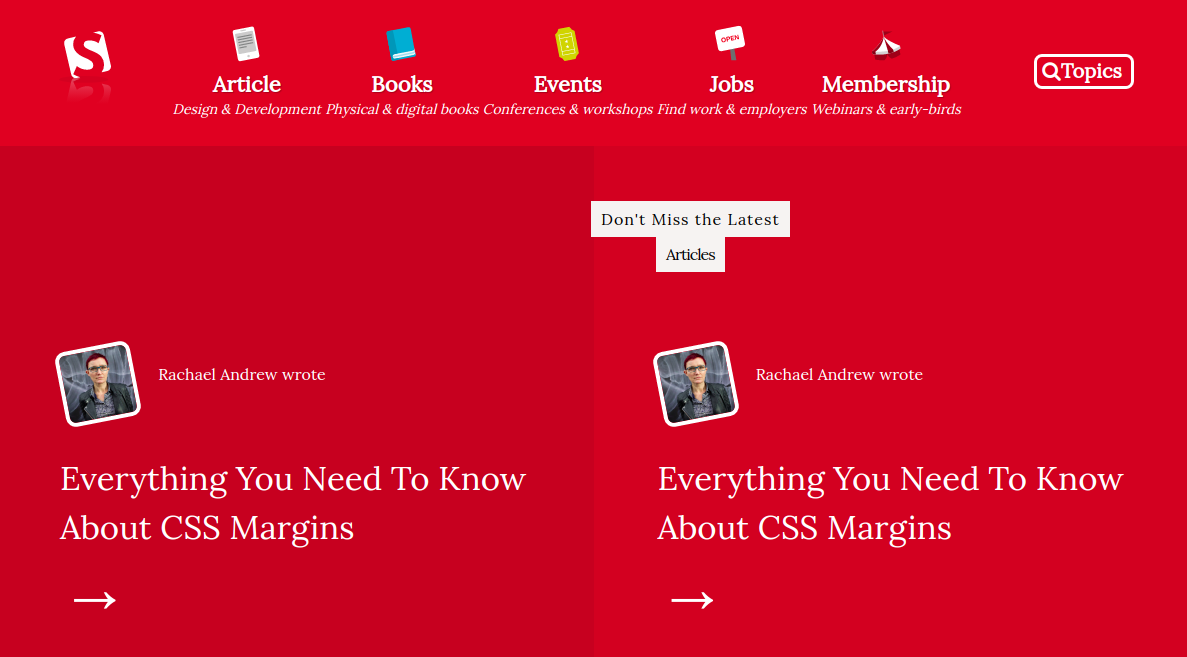 S
OPEN
Article Books Events Jobs Membership
Design & Development Physical & digital books Conferences & workshops Find work & employers Webinars & early-birds
Topics
Don't Miss the Latest
Articles
Rachael Andrew wrote
Everything You Need To Know
About CSS Margins
→
Rachael Andrew wrote
Everything You Need To Know
About CSS Margins
→